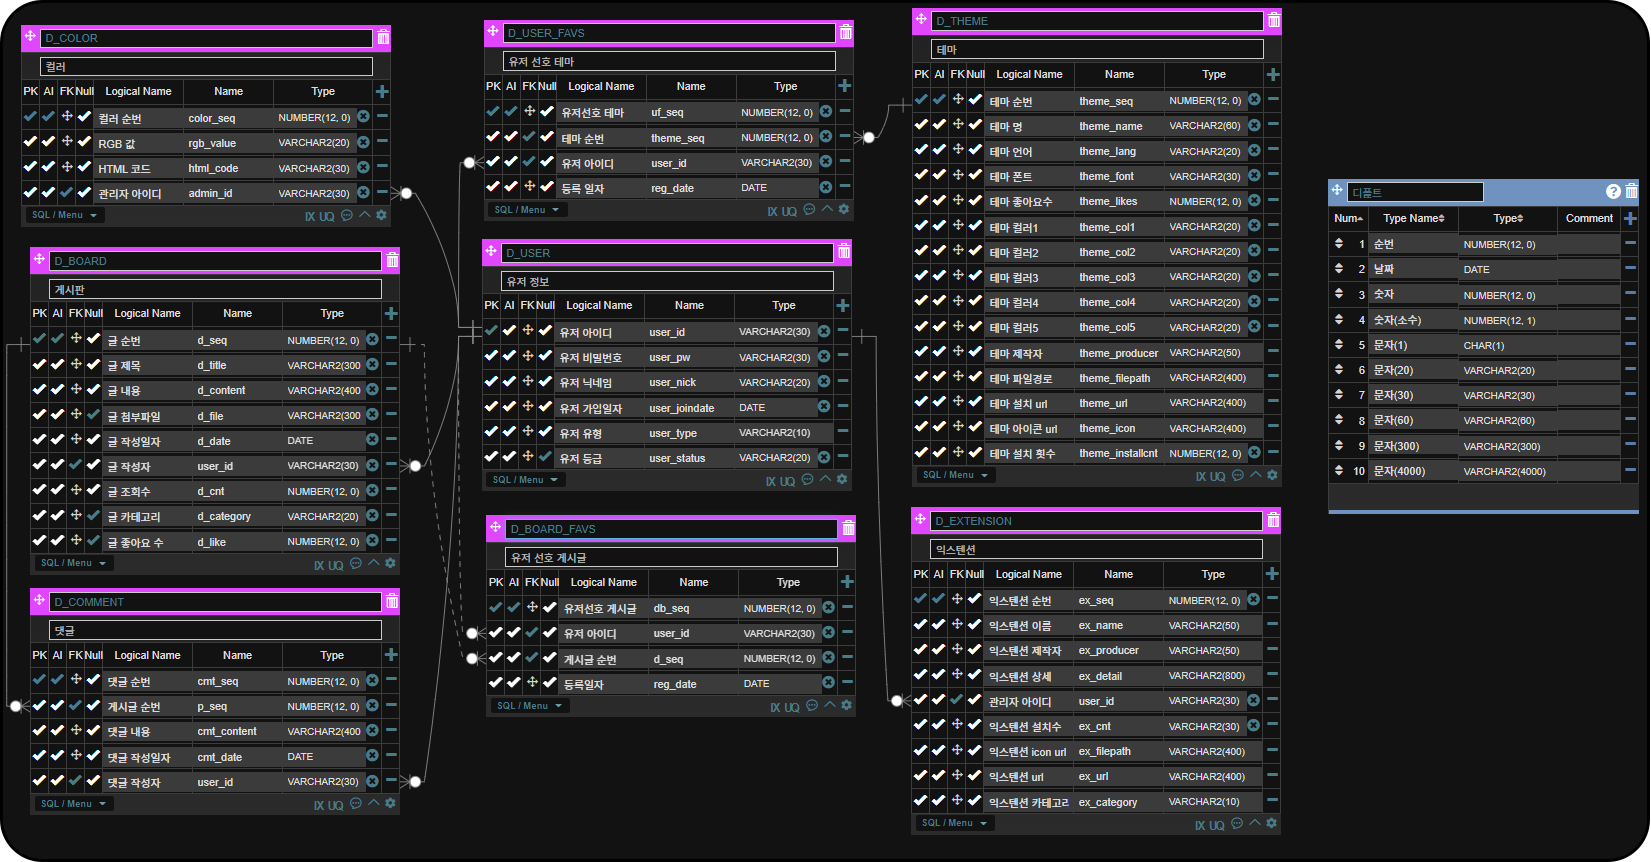 D_COLOR
컬러
PK AI FK Null Logical Name Name Type
컬러 순번 color_seq NUMBER(12, 0)
RGB 값 rgb_value VARCHAR2(20)
HTML 코드 html_code VARCHAR2(30)
관리자 아이디 admin_id VARCHAR2(30)
SQL / Menu IX UQ
D_BOARD
게시판
PK AI FK Null Logical Name Name Type
글 순번 d_seq NUMBER(12, 0)
글 제목 d_title VARCHAR2(300
글 내용 d_content VARCHAR2(400
글 첨부파일 d_file VARCHAR2(300
글 작성일자 d_date DATE
글 작성자 user_id VARCHAR2(30)
글 조회수 d_cnt NUMBER(12, 0)
글 카테고리 d_category VARCHAR2(20)
글 좋아요 수 d_like NUMBER(12, 0)
SQL / Menu IX UQ
D_COMMENT
댓글
PK AI FK Null Logical Name Name Type
댓글 순번 cmt_seq NUMBER(12, 0)
게시글 순번 p_seq NUMBER(12, 0)
댓글 내용 cmt_content VARCHAR2(400
댓글 작성일자 cmt_date DATE
댓글 작성자 user_id VARCHAR2(30)
SQL / Menu IX UQ
D_USER_FAVS
유저 선호 테마
PK AI FK Null Logical Name Name Type
유저선호 테마 uf_seq NUMBER(12, 0)
테마 순번 theme_seq NUMBER(12, 0)
유저 아이디 user_id VARCHAR2(30)
등록 일자 reg_date DATE
SQL / Menu IX UQ
D_USER
유저 정보
PK AI FK Null Logical Name Name Type
유저 아이디 user_id VARCHAR2(30)
유저 비밀번호 user_pw VARCHAR2(30)
유저 닉네임 user_nick VARCHAR2(20)
유저 가입일자 user_joindate DATE
유저 유형 user_type VARCHAR2(10)
유저 등급 user_status VARCHAR2(20)
SQL / Menu IX UQ
D_BOARD_FAVS
유저 선호 게시글
PK AI FK Null Logical Name Name Type
유저선호 게시글 db_seq NUMBER(12, 0)
유저 아이디 user_id VARCHAR2(30)
게시글 순번 d_seq NUMBER(12, 0)
등록일자 reg_date DATE
SQL / Menu IX UQ
D_THEME
테마
PK AI FK Null Logical Name Name Type
테마 순번 theme_seq NUMBER(12, 0)
테마 명 theme_name VARCHAR2(60)
테마 언어 theme_lang VARCHAR2(20)
테마 폰트 theme_font VARCHAR2(30)
테마 좋아요수 theme_likes NUMBER(12, 0)
테마 컬러1 theme_col1 VARCHAR2(20)
테마 컬러2 theme_col2 VARCHAR2(20)
테마 컬러3 theme_col3 VARCHAR2(20)
테마 컬러4 theme_col4 VARCHAR2(20)
테마 컬러5 theme_col5 VARCHAR2(20)
테마 제작자 theme_producer VARCHAR2(50)
테마 파일경로 theme_filepath VARCHAR2(400)
테마 설치 url theme_url VARCHAR2(400)
테마 아이콘 url theme_icon VARCHAR2(400)
테마 설치 횟수 theme_installcnt NUMBER(12, 0)
SQL / Menu IX UQ
D_EXTENSION
익스텐션
PK AI FK Null Logical Name Name Type
익스텐션 순번 ex_seq NUMBER(12, 0)
익스텐션 이름 ex_name VARCHAR2(50)
익스텐션 제작자 ex_producer VARCHAR2(50)
익스텐션 상세 ex_detail VARCHAR2(800)
관리자 아이디 user_id VARCHAR2(30)
익스텐션 설치수 ex_cnt VARCHAR2(30)
익스텐션 icon url ex_filepath VARCHAR2(400)
익스텐션 url ex_url VARCHAR2(400)
익스텐션 카테고리 ex_category VARCHAR2(10)
SQL / Menu IX UQ
디폴트
Num Type Name Type Comment
1 순번 NUMBER(12, 0)
2 날짜 DATE
3 숫자 NUMBER(12, 0)
4 숫자(소수) NUMBER(12, 1)
5 문자(1) CHAR(1)
6 문자(20) VARCHAR2(20)
7 문자(30) VARCHAR2(30)
8 문자(60) VARCHAR2(60)
9 문자(300) VARCHAR2(300)
10 문자(4000) VARCHAR2(4000)